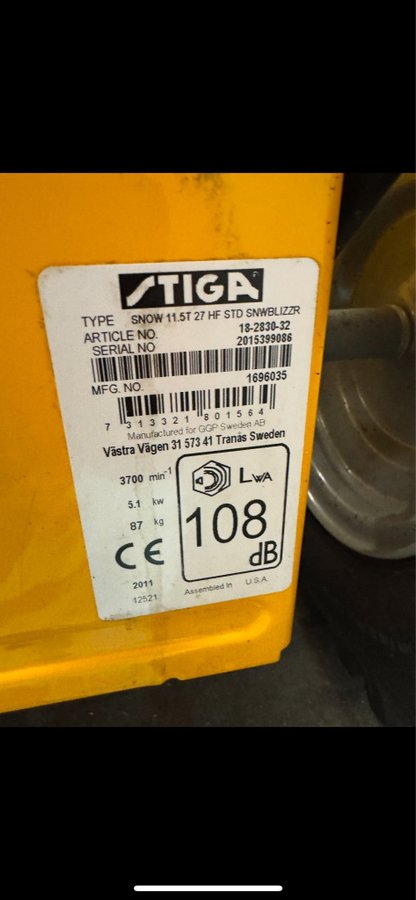 STIGA
TYPE SNOW 11.5T 27 HF STD SNWBLIZZR
ARTICLE NO. 18-2830-32
SERIAL NO 2015399086
MFG. NO. 1696035
7 313321 801564
Manufactured for GGP Sweden AB
Västra Vägen 31 573 41 Tranås Sweden
3700 min-1
5.1 kw
87 kg
LWA
108
dB
CE
2011
12521
Assembled In U.S.A.